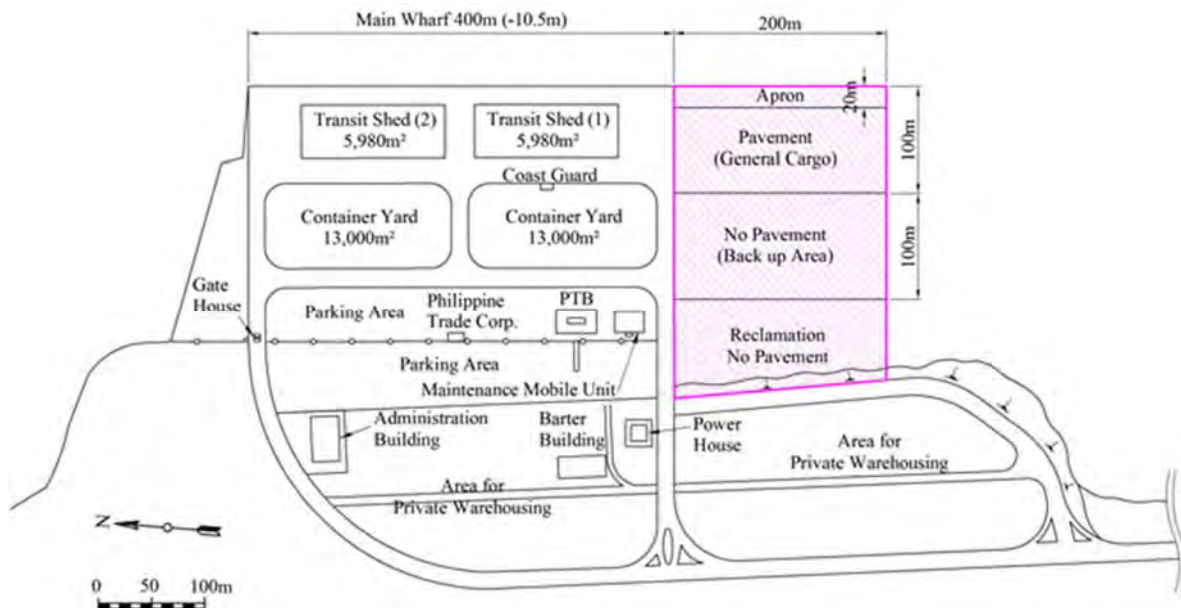 Main Wharf 400m (-10.5m)
200m
Apron
20m
Transit Shed (2)
5,980m²
Transit Shed (1)
5,980m²
Pavement
(General Cargo)
100m
Coast Guard
Container Yard
13,000m²
Container Yard
13,000m²
No Pavement
(Back up Area)
100m
Gate
House
Parking Area
Philippine
Trade Corp.
PTB
Reclamation
No Pavement
Parking Area
Maintenance Mobile Unit
Administration
Building
Barter
Building
Power
House
Area for
Private Warehousing
Area for
Private Warehousing
N
0 50 100m